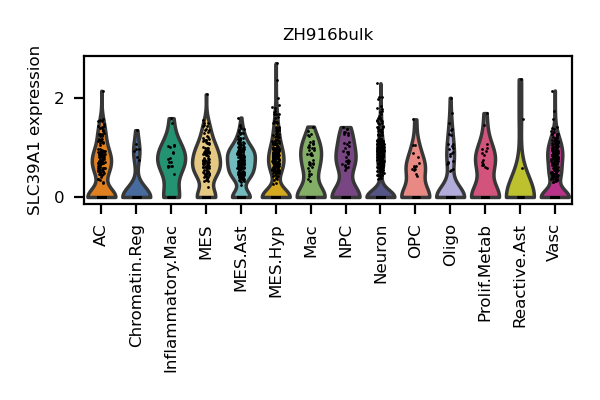 ZH916bulk
SLC39A1 expression
2
0
AC
Chromatin.Reg
Inflammatory.Mac
MES
MES.Ast
MES.Hyp
Mac
NPC
Neuron
OPC
Oligo
Prolif.Metab
Reactive.Ast
Vasc